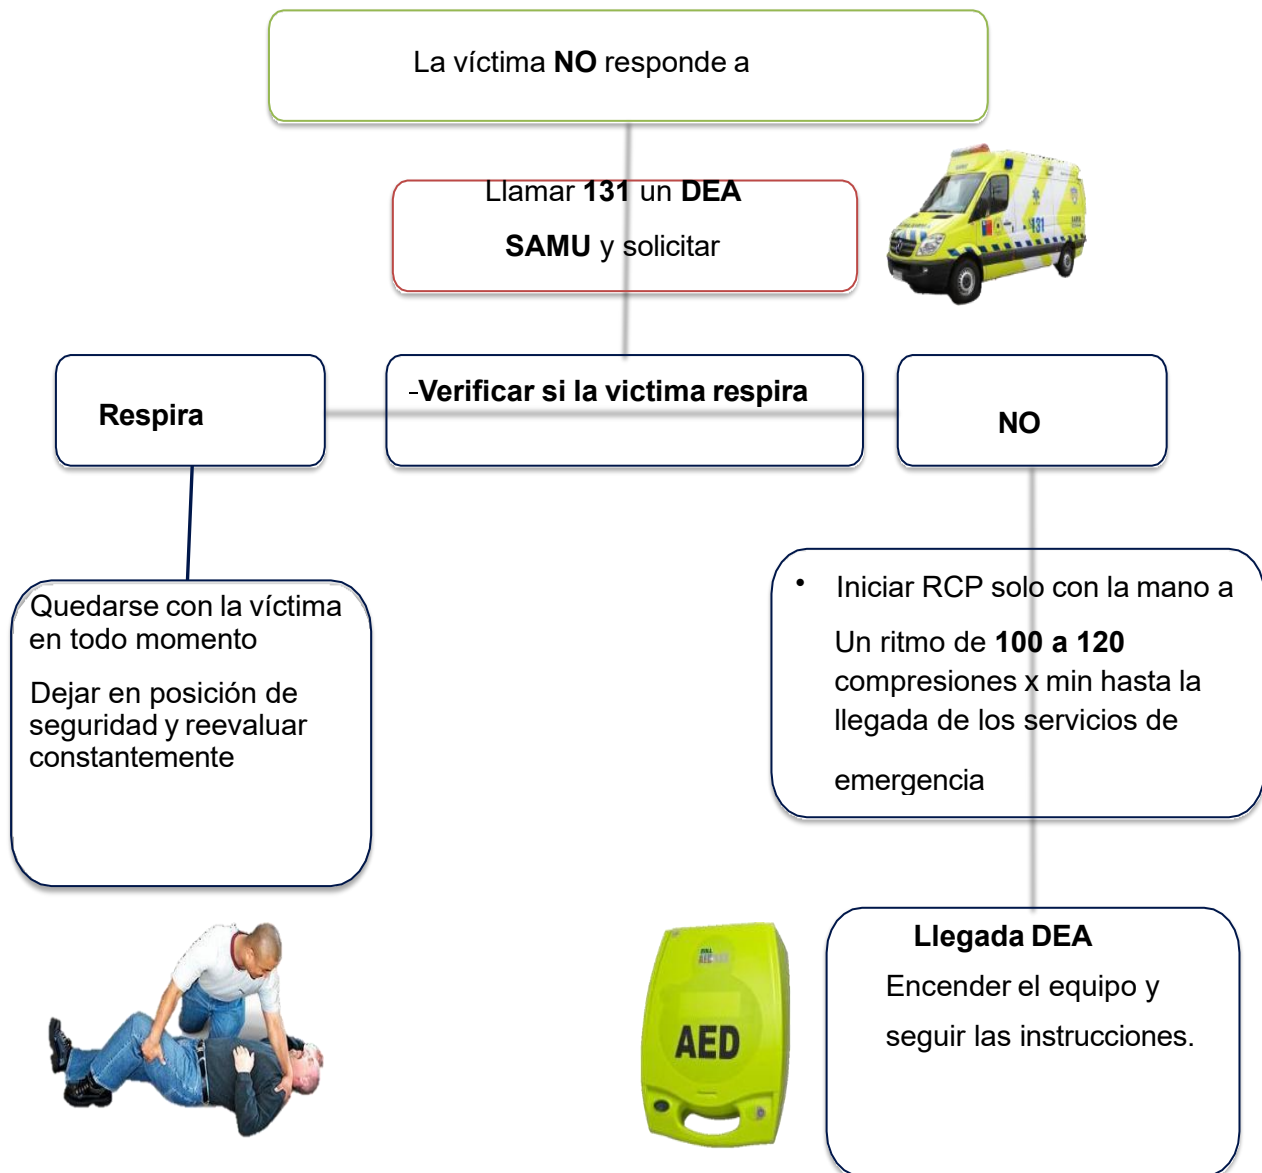 La víctima NO responde a
Llamar 131 un DEA
SAMU y solicitar
131
-Verificar si la victima respira
Respira
NO
Quedarse con la víctima
en todo momento
Dejar en posición de
seguridad y reevaluar
constantemente
• Iniciar RCP solo con la mano a
Un ritmo de 100 a 120
compresiones x min hasta la
llegada de los servicios de
emergencia
AED
Llegada DEA
Encender el equipo y
seguir las instrucciones.